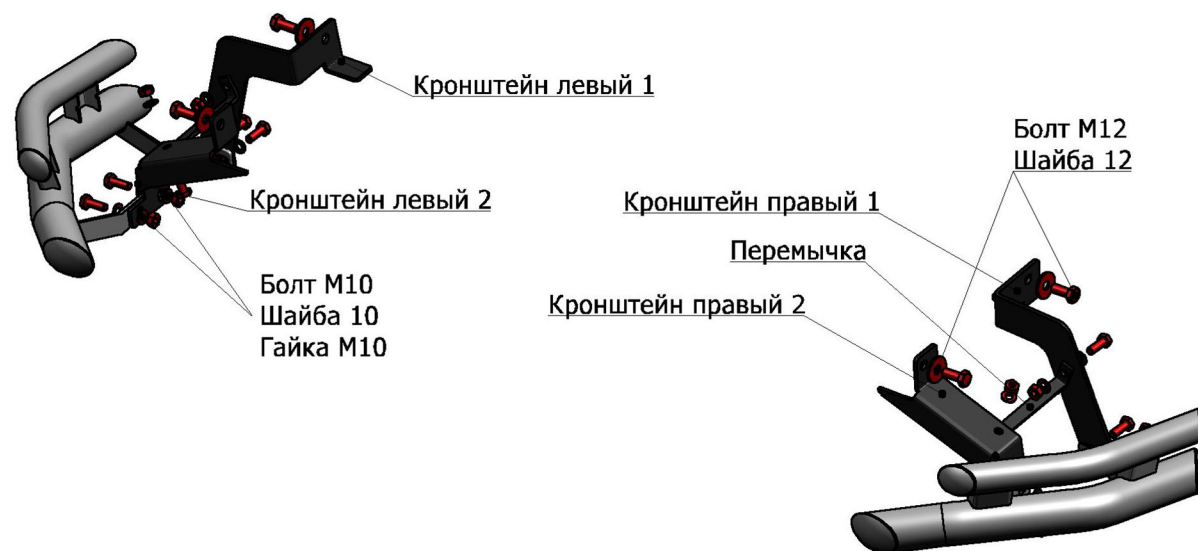 Кронштейн левый 1
Кронштейн левый 2
Болт М10
Шайба 10
Гайка М10
Болт М12
Шайба 12
Кронштейн правый 1
Перемычка
Кронштейн правый 2